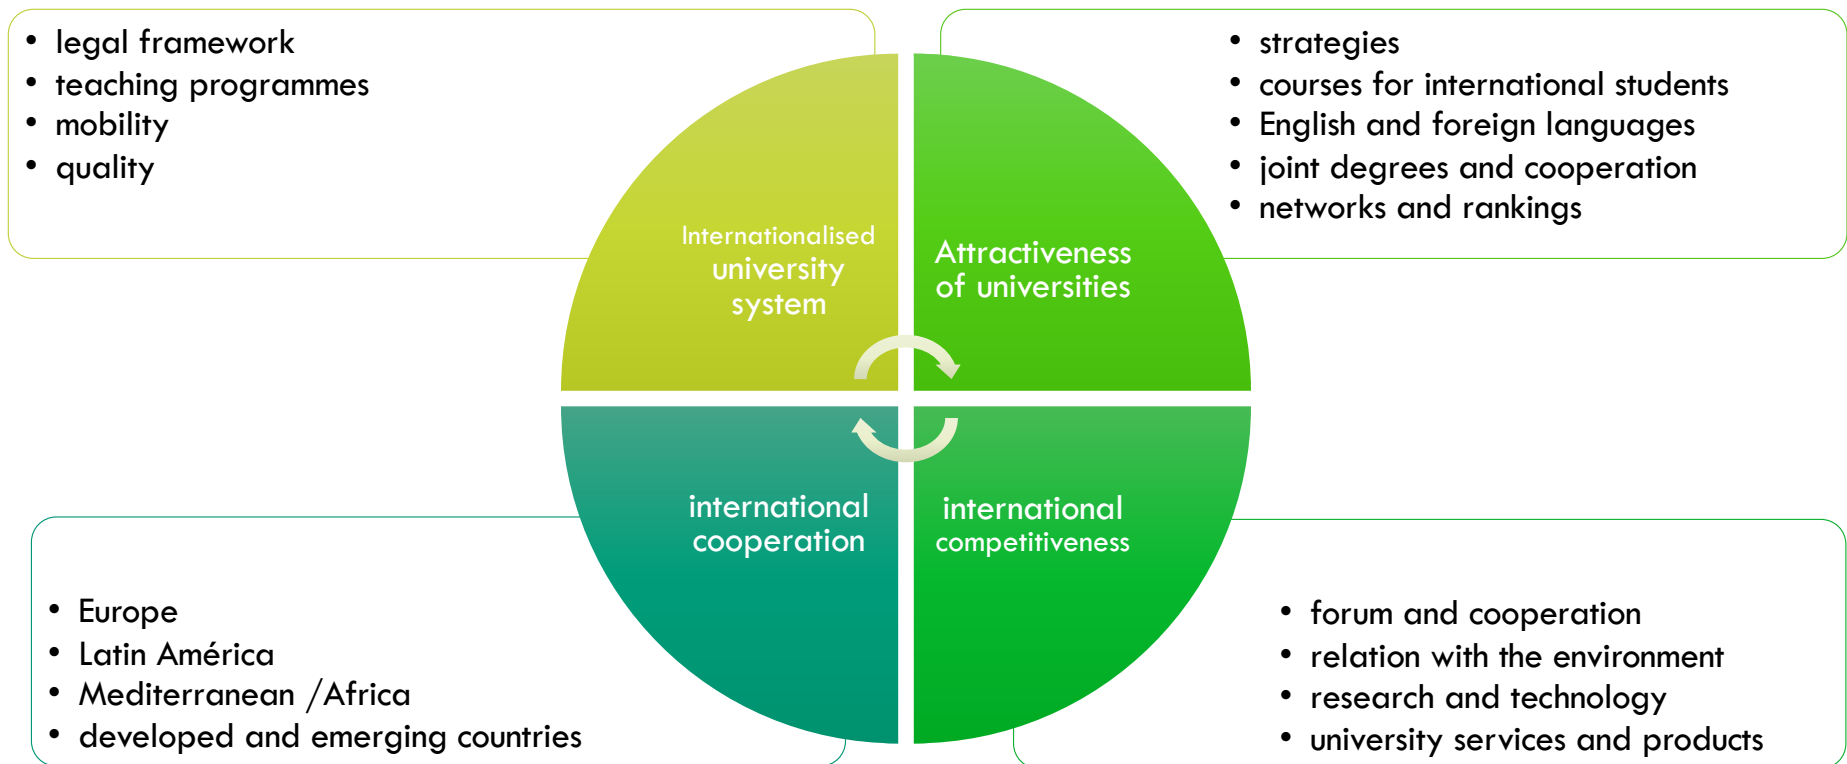 • legal framework
• teaching programmes
• mobility
• quality
• strategies
• courses for international students
• English and foreign languages
• joint degrees and cooperation
• networks and rankings
Internationalised
university
system
Attractiveness
of universities
international
cooperation
international
competitiveness
• Europe
• Latin América
• Mediterranean /Africa
• developed and emerging countries
• forum and cooperation
• relation with the environment
• research and technology
• university services and products